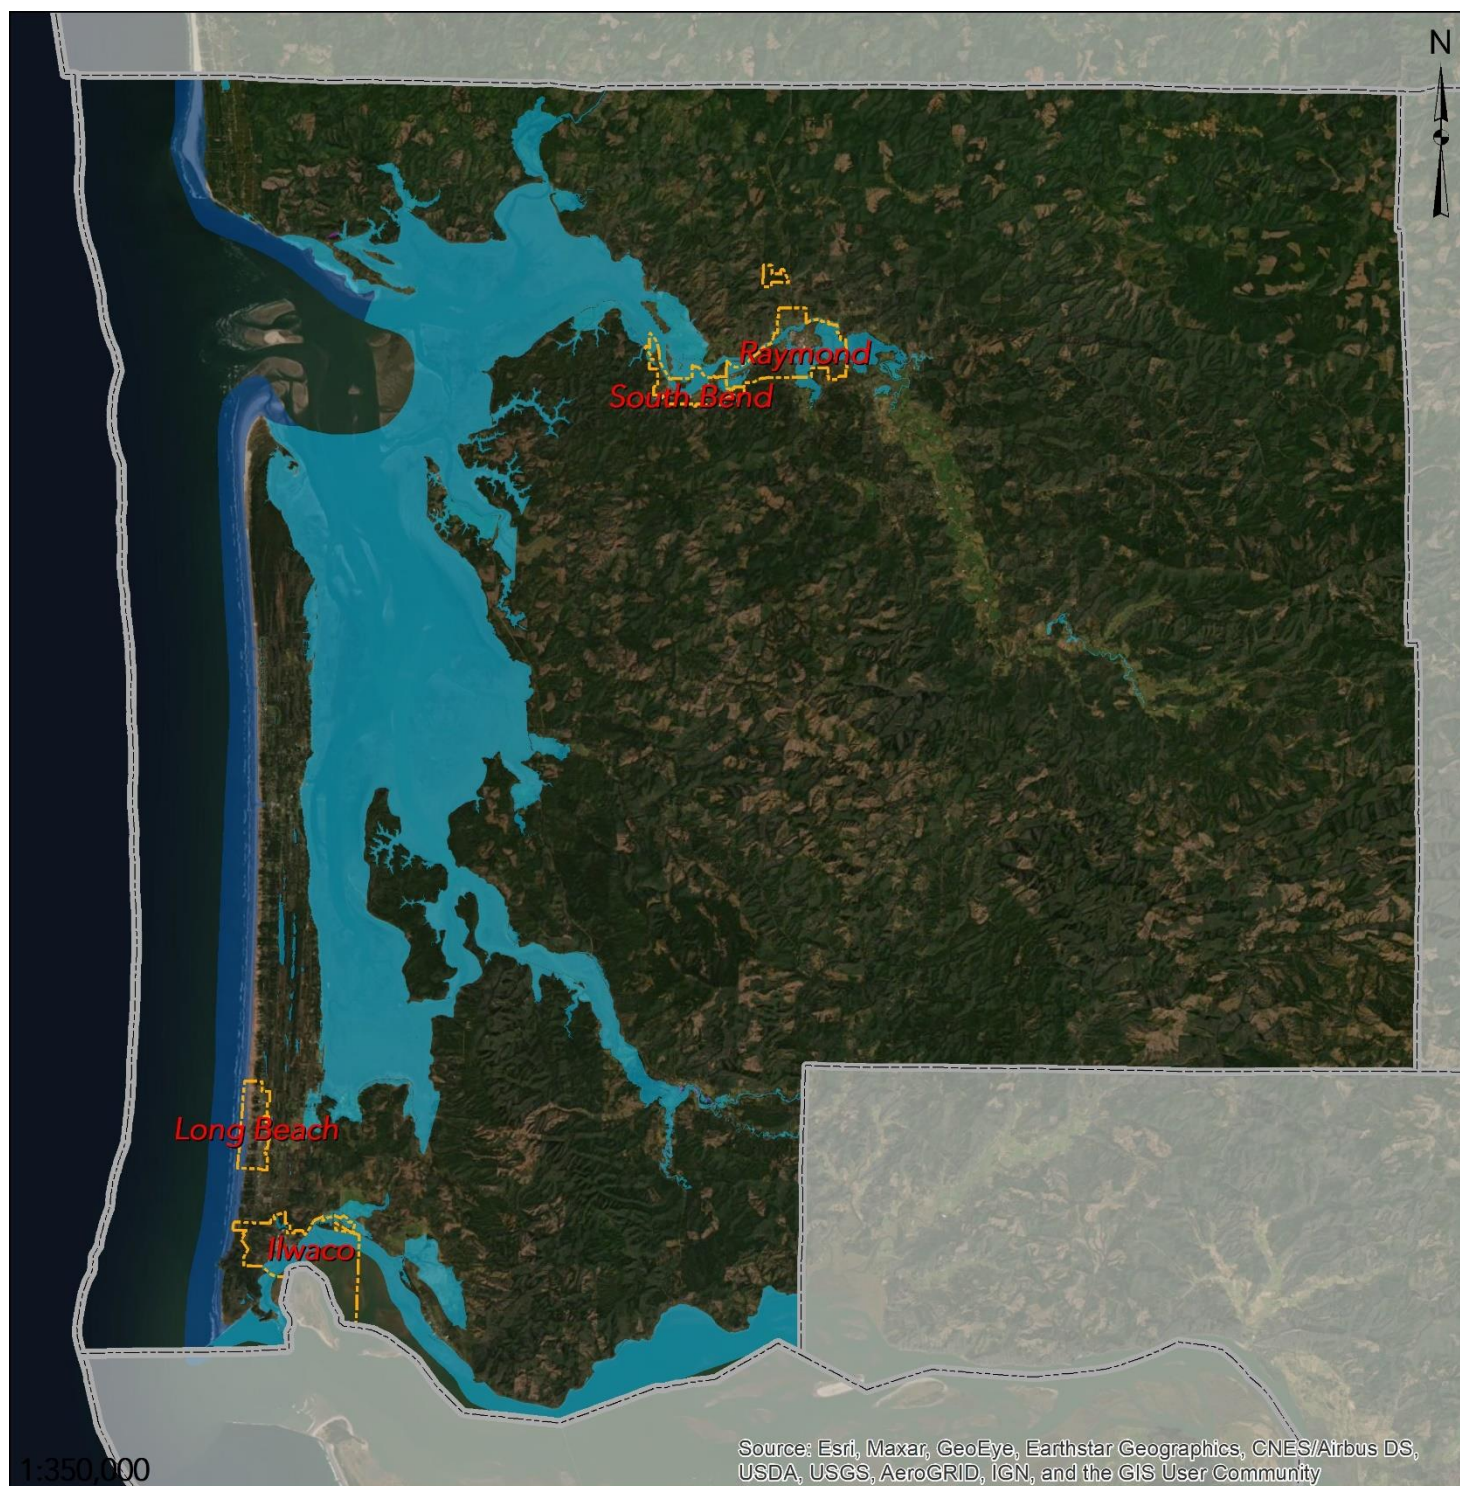 N
Raymond
South Bend
Long Beach
Ilwaco
Source: Esri, Maxar, GeoEye, Earthstar Geographics, CNES/Airbus DS,
USDA, USGS, AeroGRID, IGN, and the GIS User Community
1:350,000